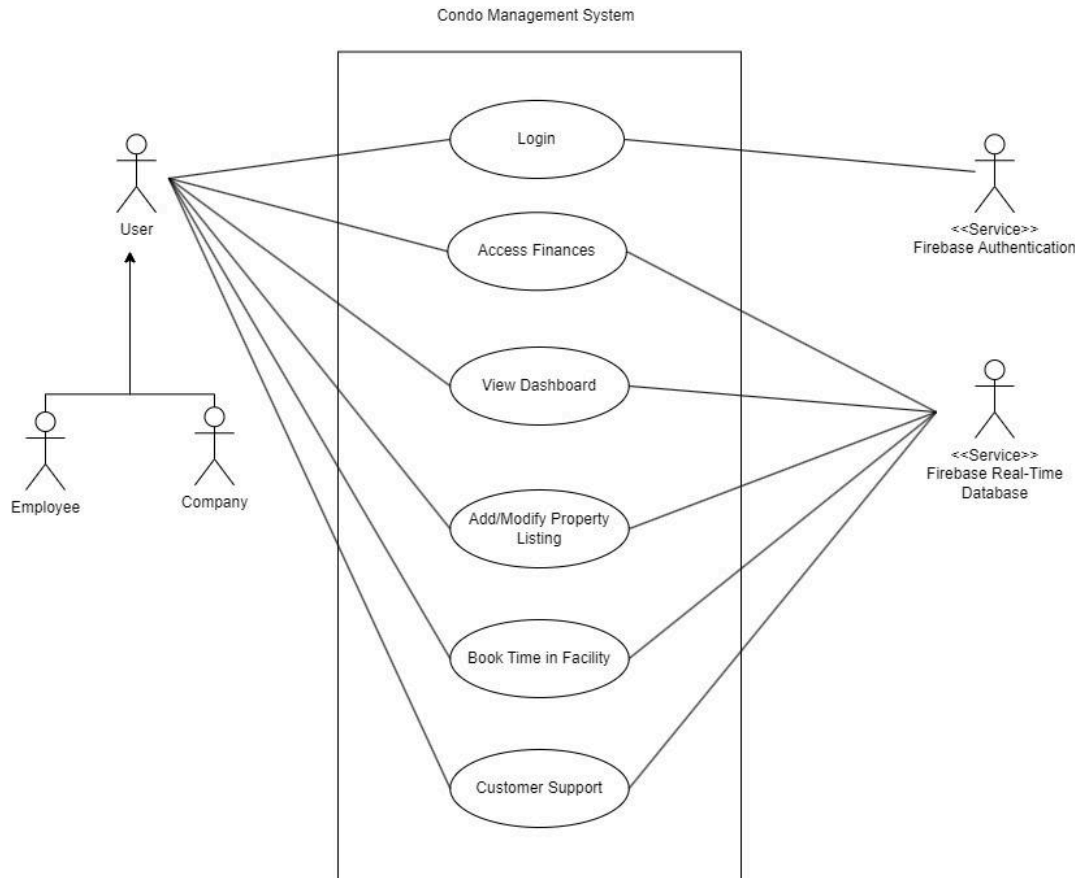 Condo Management System
Login
User
<<Service>>
Firebase Authentication
Access Finances
View Dashboard
<<Service>>
Firebase Real-Time
Database
Employee
Company
Add/Modify Property
Listing
Book Time in Facility
Customer Support